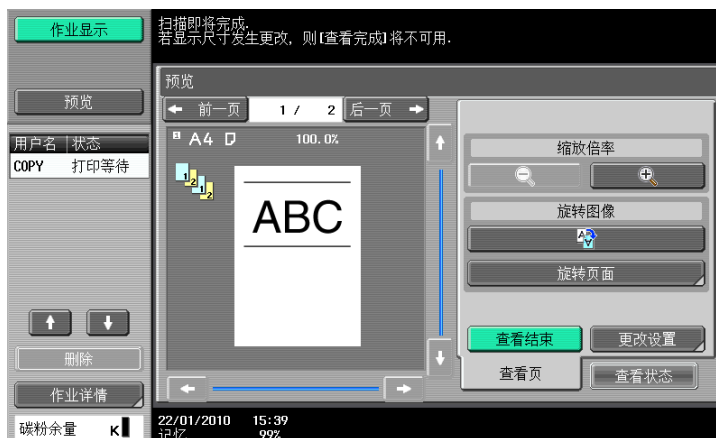 作业显示
扫描即将完成.
若显示尺寸发生更改, 则[查看完成]将不可用.
预览
预览
前一页
1 / 2
后一页
用户名 状态
COPY 打印等待
A4
100.0%
1
2
1
2
ABC
缩放倍率
旋转图像
旋转页面
查看结束
更改设置
查看页
查看状态
删除
作业详情
碳粉余量 K
22/01/2010 15:39
记忆 99%